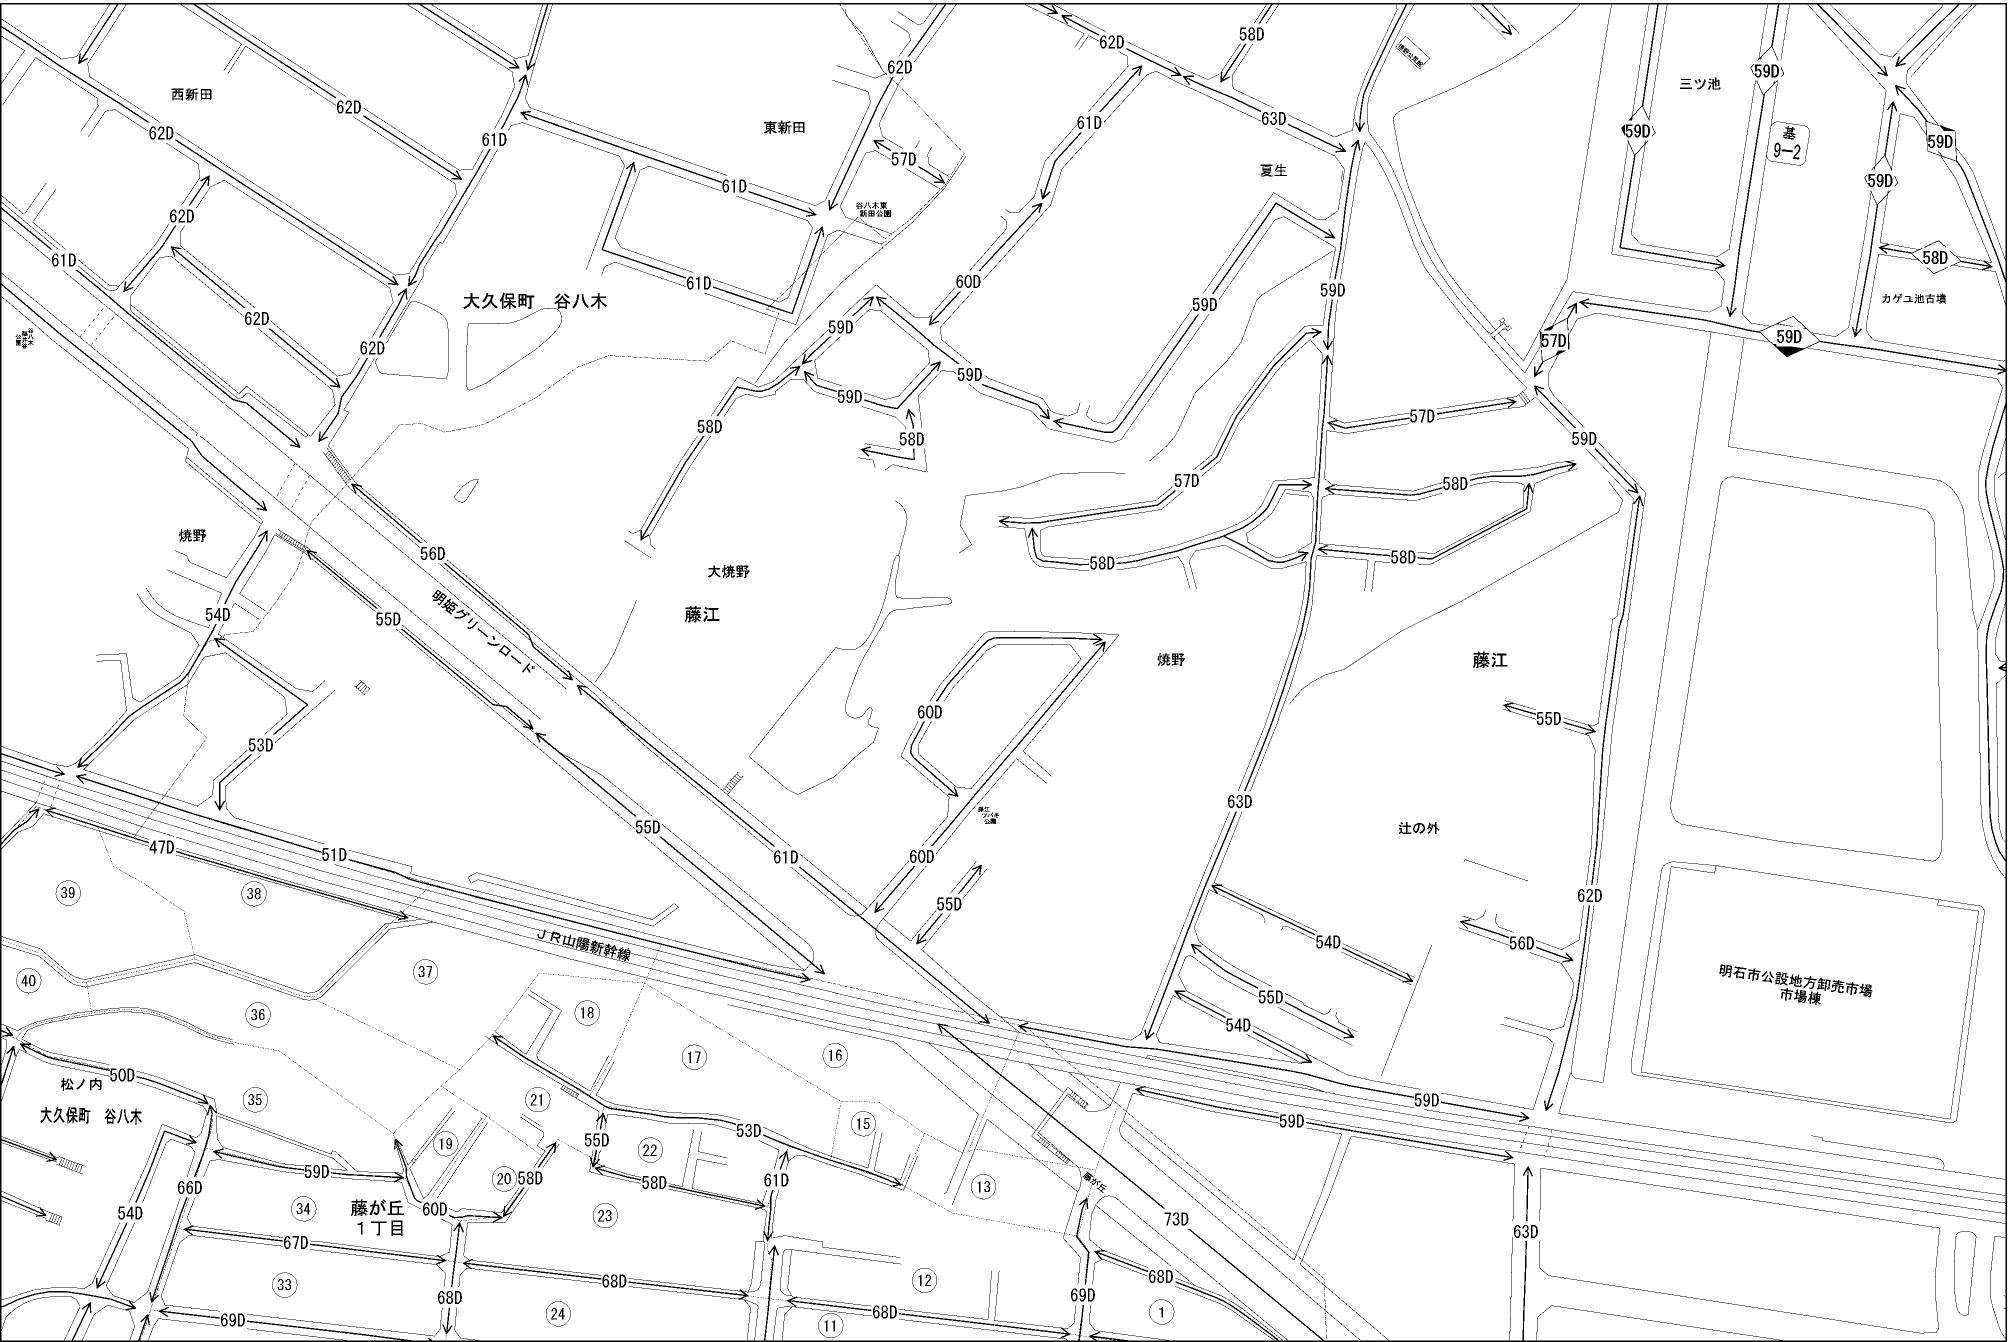 62D
58D
62D
59D
西新田
62D
三ツ池
62D
61D
東新田
61D
63D
59D
基
9-2
59D
57D
59D
61D
夏生
62D
谷八木東
新田公園
61D
61D
大久保町　谷八木
60D
59D
59D
58D
カゲユ池古墳
62D
62D
59D
59D
57D
59D
59D
58D
58D
57D
59D
57D
58D
焼野
56D
大焼野
58D
58D
明姫グリーンロード
藤江
54D
55D
焼野
藤江
60D
55D
53D
63D
藤江
ツバキ
公園
辻の外
47D
51D
55D
61D
60D
39
38
55D
62D
54D
56D
ＪＲ山陽新幹線
40
37
55D
明石市公設地方卸売市場
市場棟
36
18
54D
17
16
50D
松ノ内
大久保町　谷八木
35
21
59D
59D
15
53D
19
55D
22
59D
20
58D
58D
61D
13
藤が丘
66D
54D
34
藤が丘
１丁目
60D
23
73D
63D
67D
33
68D
68D
12
69D
68D
69D
24
68D
11
1